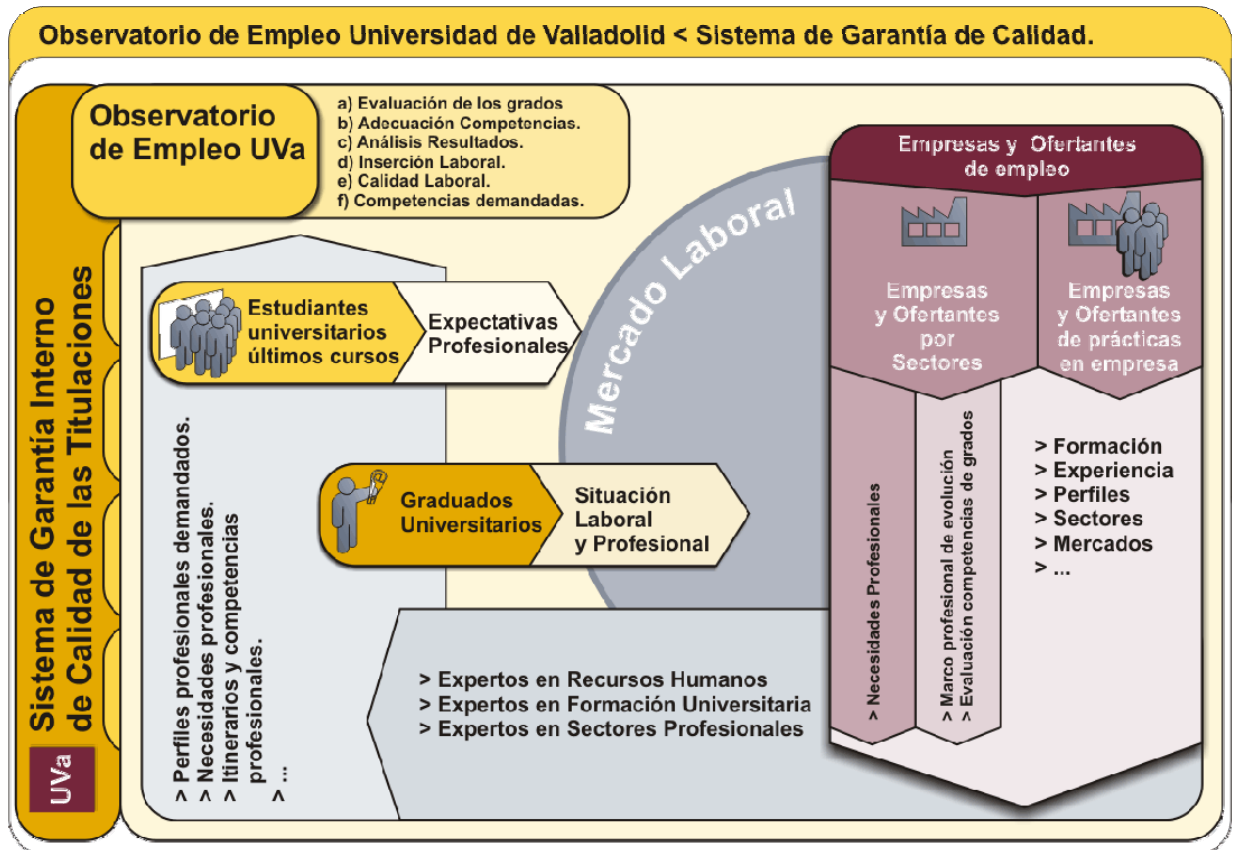 Observatorio de Empleo Universidad de Valladolid < Sistema de Garantía de Calidad.
Sistema de Garantía Interno
de Calidad de las Titulaciones
UVa
Observatorio
de Empleo UVa
a) Evaluación de los grados
b) Adecuación Competencias.
c) Análisis Resultados.
d) Inserción Laboral.
e) Calidad Laboral.
f) Competencias demandadas.
Estudiantes
universitarios
últimos cursos
Expectativas
Profesionales
Graduados
Universitarios
Situación
Laboral
y Profesional
Mercado Laboral
> Perfiles profesionales demandados.
> Necesidades profesionales.
> Itinerarios y competencias
profesionales.
> ...
> Expertos en Recursos Humanos
> Expertos en Formación Universitaria
> Expertos en Sectores Profesionales
Empresas y Ofertantes
de empleo
Empresas
y Ofertantes
por
Sectores
Empresas
y Ofertantes
de prácticas
en empresa
> Necesidades Profesionales
> Marco profesional de evolución
> Evaluación competencias de grados
> Formación
> Experiencia
> Perfiles
> Sectores
> Mercados
> ...